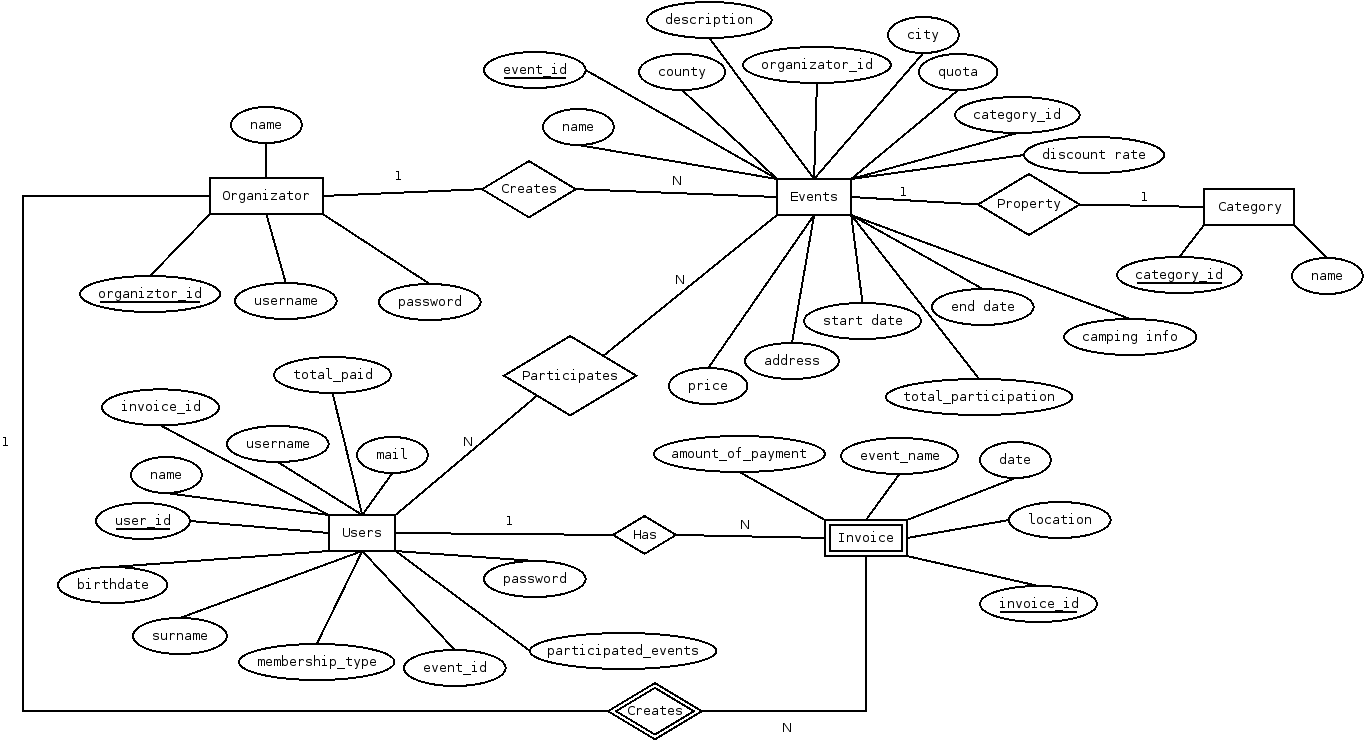 description
city
event_id
county
organizator_id
quota
name
name
category_id
discount rate
1
Creates
N
Organizator
Events
1
Property
1
Category
organiztor_id
username
password
category_id
name
N
start date
end date
camping info
address
price
total_participation
Participates
total_paid
invoice_id
username
mail
1
N
name
user_id
Users
1
Has
N
Invoice
amount_of_payment
event_name
date
location
invoice_id
birthdate
password
surname
membership_type
event_id
participated_events
Creates
N